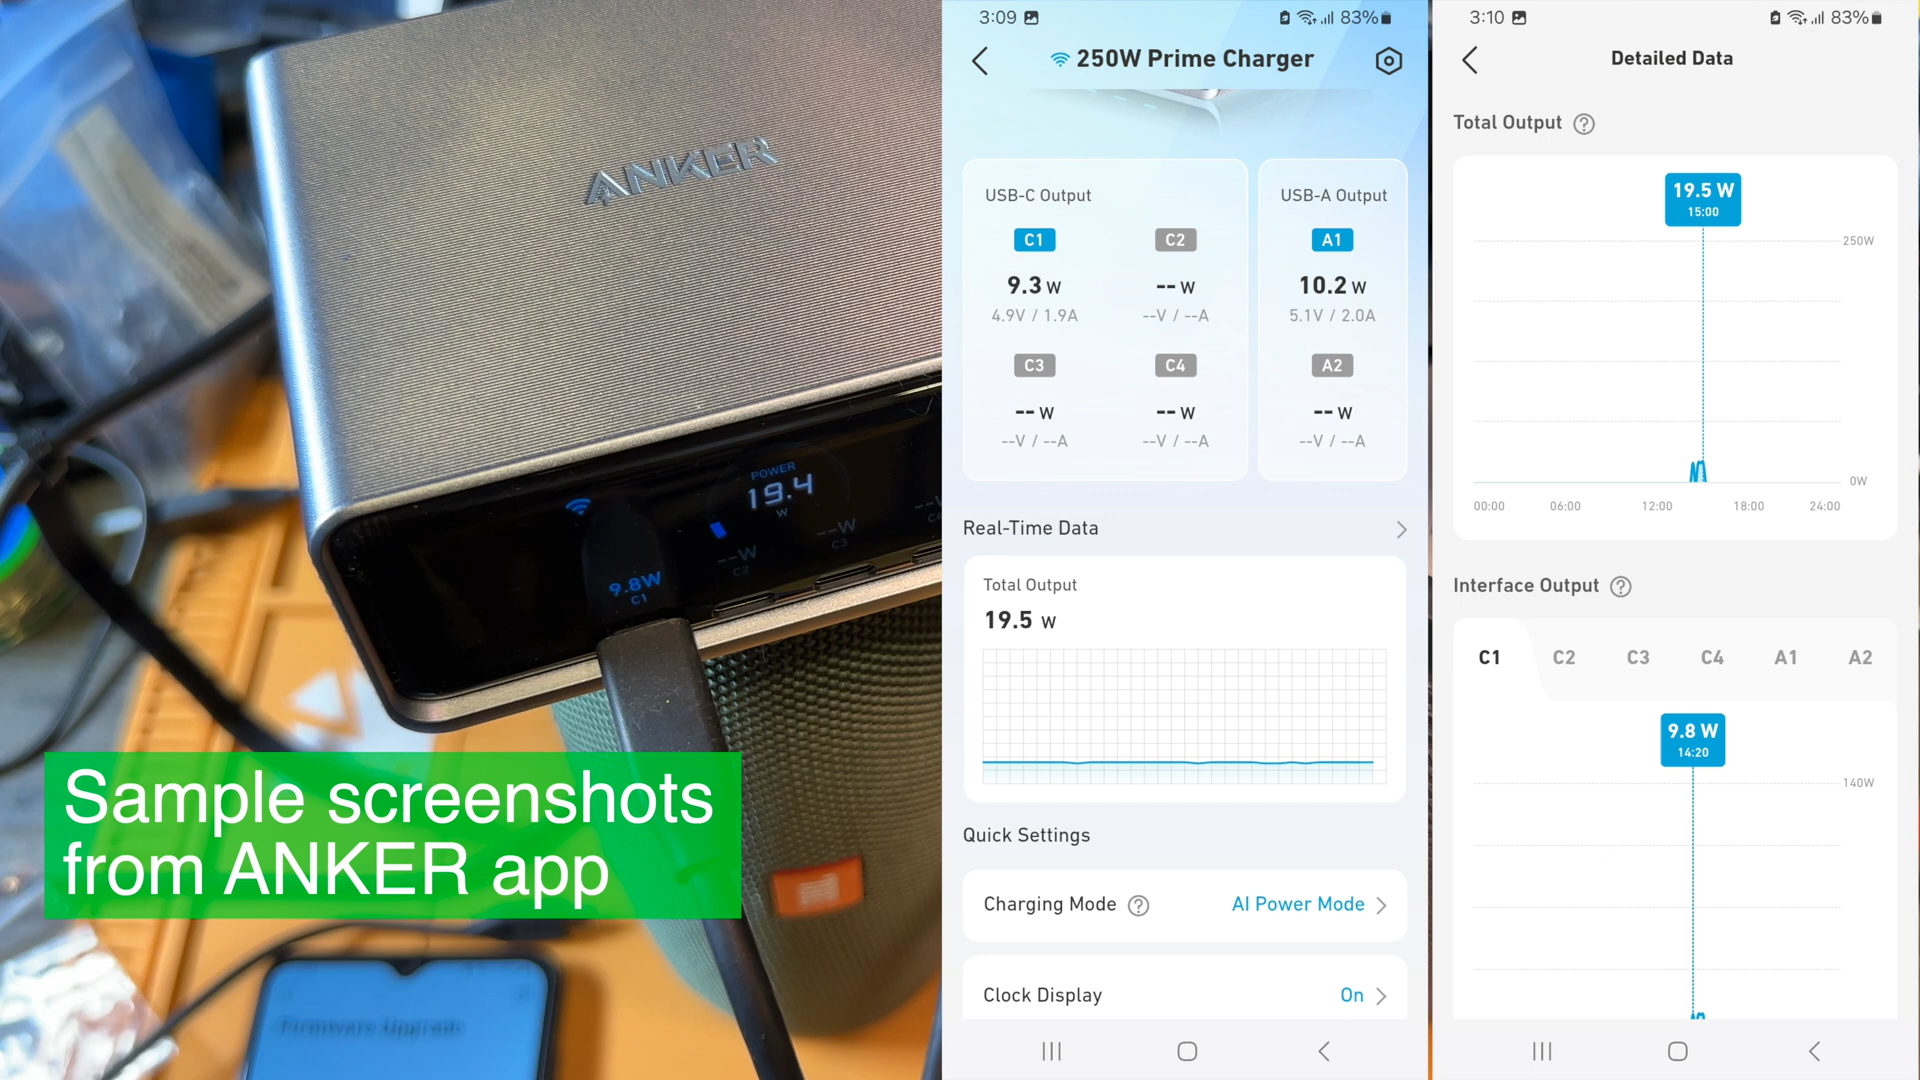 ANKER
POWER
19.4
W
--W
C4
--W
C3
--W
C2
9.8W
C1
Sample screenshots
from ANKER app
Firmware Upgrade
3:09
83%
250W Prime Charger
USB-C Output
C1
C2
9.3 W
-- W
4.9V / 1.9A
--V / --A
C3
C4
-- W
-- W
--V / --A
--V / --A
USB-A Output
A1
10.2 W
5.1V / 2.0A
A2
-- W
--V / --A
Real-Time Data
Total Output
19.5 W
Quick Settings
Charging Mode ?
AI Power Mode
Clock Display
On
3:10
83%
Detailed Data
Total Output ?
19.5 W
15:00
250W
0W
00:00 06:00 12:00 18:00 24:00
Interface Output ?
C1 C2 C3 C4 A1 A2
9.8 W
14:20
140W